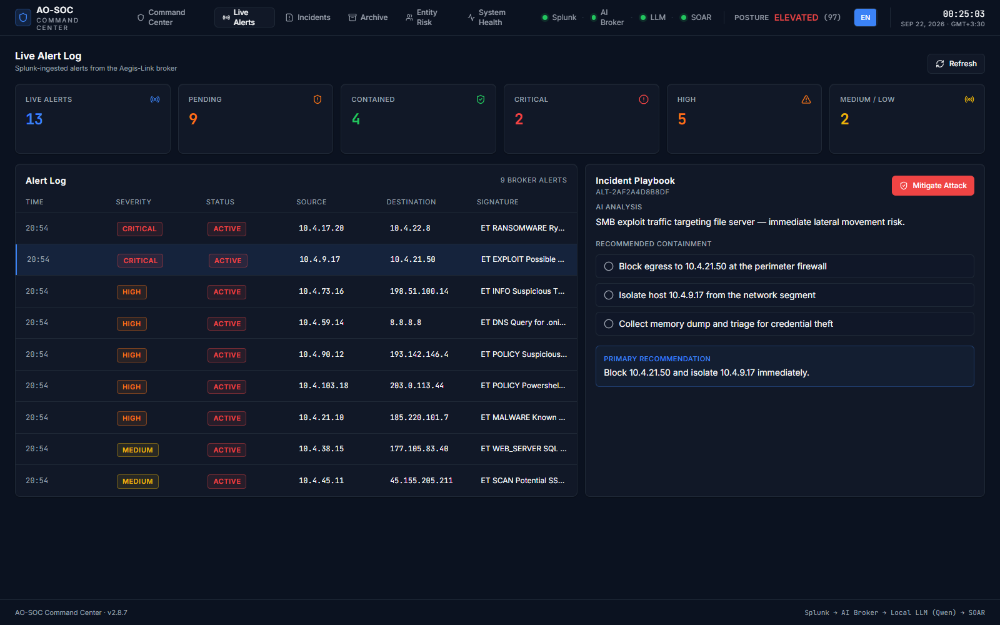 AO-SOC
COMMAND CENTER
Command Center
Live Alerts
Incidents
Archive
Entity Risk
System Health
Splunk · AI Broker · LLM · SOAR
POSTURE ELEVATED (97)
EN
00:25:03
SEP 22, 2026 · GMT+3:30
Live Alert Log
Splunk-ingested alerts from the Aegis-Link broker
Refresh
LIVE ALERTS
13
PENDING
9
CONTAINED
4
CRITICAL
2
HIGH
5
MEDIUM / LOW
2
Alert Log
9 BROKER ALERTS
TIME SEVERITY STATUS SOURCE DESTINATION SIGNATURE
20:54 CRITICAL ACTIVE 10.4.17.20 10.4.22.8 ET RANSOMWARE Ry...
20:54 CRITICAL ACTIVE 10.4.9.17 10.4.21.50 ET EXPLOIT Possible ...
20:54 HIGH ACTIVE 10.4.73.16 198.51.100.14 ET INFO Suspicious T...
20:54 HIGH ACTIVE 10.4.59.14 8.8.8.8 ET DNS Query for .oni...
20:54 HIGH ACTIVE 10.4.90.12 193.142.146.4 ET POLICY Suspicious...
20:54 HIGH ACTIVE 10.4.103.18 203.0.113.44 ET POLICY Powershel...
20:54 HIGH ACTIVE 10.4.21.10 185.220.101.7 ET MALWARE Known ...
20:54 MEDIUM ACTIVE 10.4.38.15 177.105.83.40 ET WEB_SERVER SQL ...
20:54 MEDIUM ACTIVE 10.4.45.11 45.155.205.211 ET SCAN Potential SS...
Incident Playbook
ALT-2AF2A4D8B8DF
Mitigate Attack
AI ANALYSIS
SMB exploit traffic targeting file server — immediate lateral movement risk.
RECOMMENDED CONTAINMENT
Block egress to 10.4.21.50 at the perimeter firewall
Isolate host 10.4.9.17 from the network segment
Collect memory dump and triage for credential theft
PRIMARY RECOMMENDATION
Block 10.4.21.50 and isolate 10.4.9.17 immediately.
AO-SOC Command Center · v2.8.7
Splunk → AI Broker → Local LLM (Qwen) → SOAR